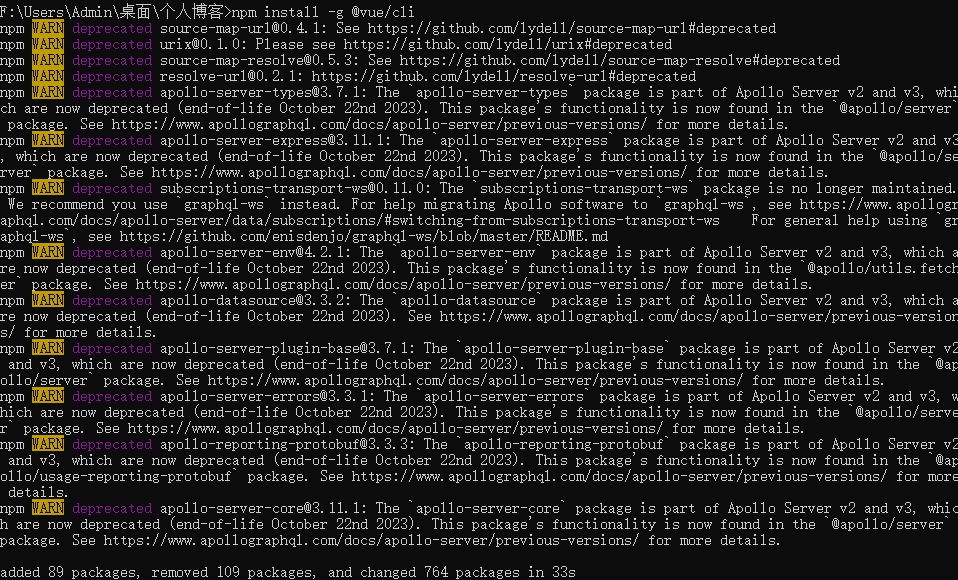 F:\Users\Admin\桌面\个人博客>npm install -g @vue/cli
npm WARN deprecated source-map-url@0.4.1: See https://github.com/lydell/source-map-url#deprecated
npm WARN deprecated urix@0.1.0: Please see https://github.com/lydell/urix#deprecated
npm WARN deprecated source-map-resolve@0.5.3: See https://github.com/lydell/source-map-resolve#deprecated
npm WARN deprecated resolve-url@0.2.1: https://github.com/lydell/resolve-url#deprecated
npm WARN deprecated apollo-server-types@3.7.1: The `apollo-server-types` package is part of Apollo Server v2 and v3, whi
ch are now deprecated (end-of-life October 22nd 2023). This package's functionality is now found in the `@apollo/server`
 package. See https://www.apollographql.com/docs/apollo-server/previous-versions/ for more details.
npm WARN deprecated apollo-server-express@3.11.1: The `apollo-server-express` package is part of Apollo Server v2 and v3
, which are now deprecated (end-of-life October 22nd 2023). This package's functionality is now found in the `@apollo/se
rver` package. See https://www.apollographql.com/docs/apollo-server/previous-versions/ for more details.
npm WARN deprecated subscriptions-transport-ws@0.11.0: The `subscriptions-transport-ws` package is no longer maintained.
 We recommend you use `graphql-ws` instead. For help migrating Apollo software to `graphql-ws`, see https://www.apollogr
aphql.com/docs/apollo-server/data/subscriptions/#switching-from-subscriptions-transport-ws    For general help using `gr
aphql-ws`, see https://github.com/enisdenjo/graphql-ws/blob/master/README.md
npm WARN deprecated apollo-server-env@4.2.1: The `apollo-server-env` package is part of Apollo Server v2 and v3, which a
re now deprecated (end-of-life October 22nd 2023). This package's functionality is now found in the `@apollo/utils.fetch
er` package. See https://www.apollographql.com/docs/apollo-server/previous-versions/ for more details.
npm WARN deprecated apollo-datasource@3.3.2: The `apollo-datasource` package is part of Apollo Server v2 and v3, which a
re now deprecated (end-of-life October 22nd 2023). See https://www.apollographql.com/docs/apollo-server/previous-version
s/ for more details.
npm WARN deprecated apollo-server-plugin-base@3.7.1: The `apollo-server-plugin-base` package is part of Apollo Server v2
 and v3, which are now deprecated (end-of-life October 22nd 2023). This package's functionality is now found in the `@ap
ollo/server` package. See https://www.apollographql.com/docs/apollo-server/previous-versions/ for more details.
npm WARN deprecated apollo-server-errors@3.3.1: The `apollo-server-errors` package is part of Apollo Server v2 and v3, w
hich are now deprecated (end-of-life October 22nd 2023). This package's functionality is now found in the `@apollo/serve
r` package. See https://www.apollographql.com/docs/apollo-server/previous-versions/ for more details.
npm WARN deprecated apollo-reporting-protobuf@3.3.3: The `apollo-reporting-protobuf` package is part of Apollo Server v2
 and v3, which are now deprecated (end-of-life October 22nd 2023). This package's functionality is now found in the `@ap
ollo/usage-reporting-protobuf` package. See https://www.apollographql.com/docs/apollo-server/previous-versions/ for more
 details.
npm WARN deprecated apollo-server-core@3.11.1: The `apollo-server-core` package is part of Apollo Server v2 and v3, whic
h are now deprecated (end-of-life October 22nd 2023). This package's functionality is now found in the `@apollo/server`
package. See https://www.apollographql.com/docs/apollo-server/previous-versions/ for more details.
added 89 packages, removed 109 packages, and changed 764 packages in 33s